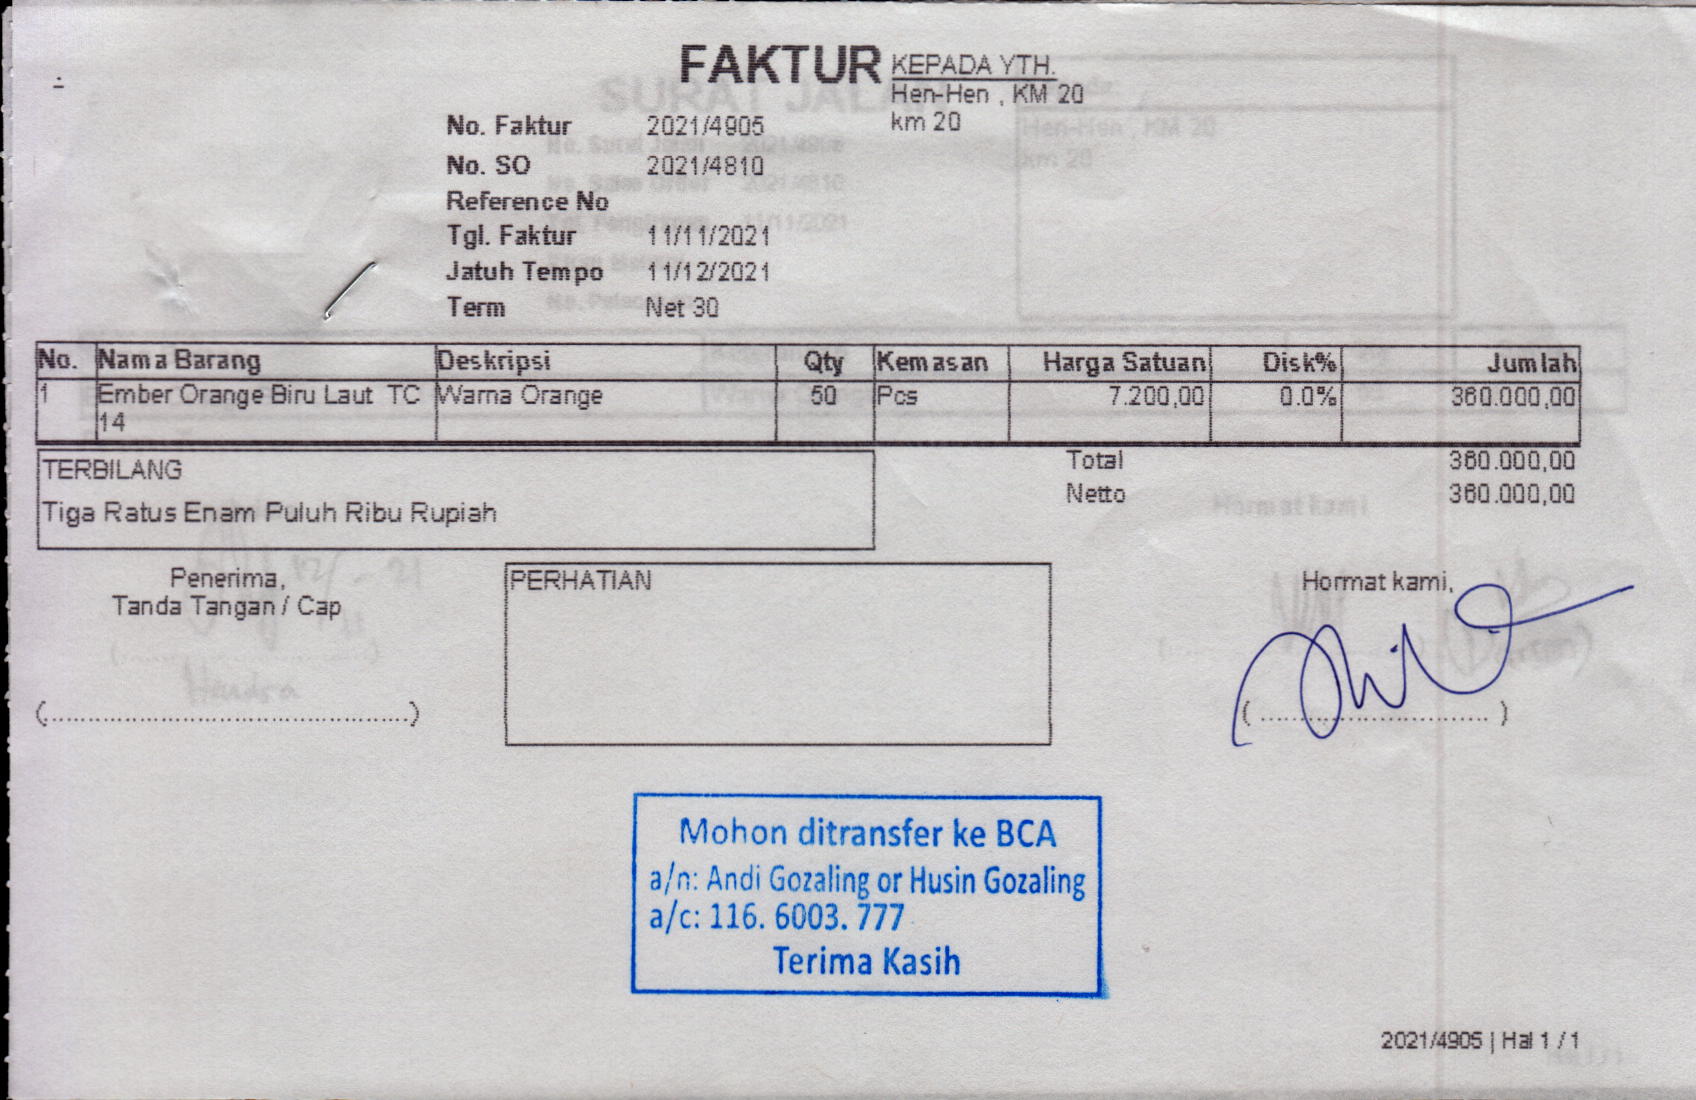 FAKTUR
KEPADA YTH.
Hen-Hen , KM 20
km 20
No. Faktur 2021/4905
No. SO 2021/4810
Reference No
Tgl. Faktur 11/11/2021
Jatuh Tempo 11/12/2021
Term Net 30
No. Nama Barang Deskripsi Qty Kemasan Harga Satuan Disk% Jumlah
1 Ember Orange Biru Laut TC Warna Orange 50 Pcs 7.200,00 0.0% 360.000,00
14
TERBILANG
Tiga Ratus Enam Puluh Ribu Rupiah
Total 360.000,00
Netto 360.000,00
Penerima,
Tanda Tangan / Cap
(................................................)
PERHATIAN
Hormat kami,
( .............................. )
Mohon ditransfer ke BCA
a/n: Andi Gozaling or Husin Gozaling
a/c: 116. 6003. 777
Terima Kasih
2021/4905 | Hal 1 / 1